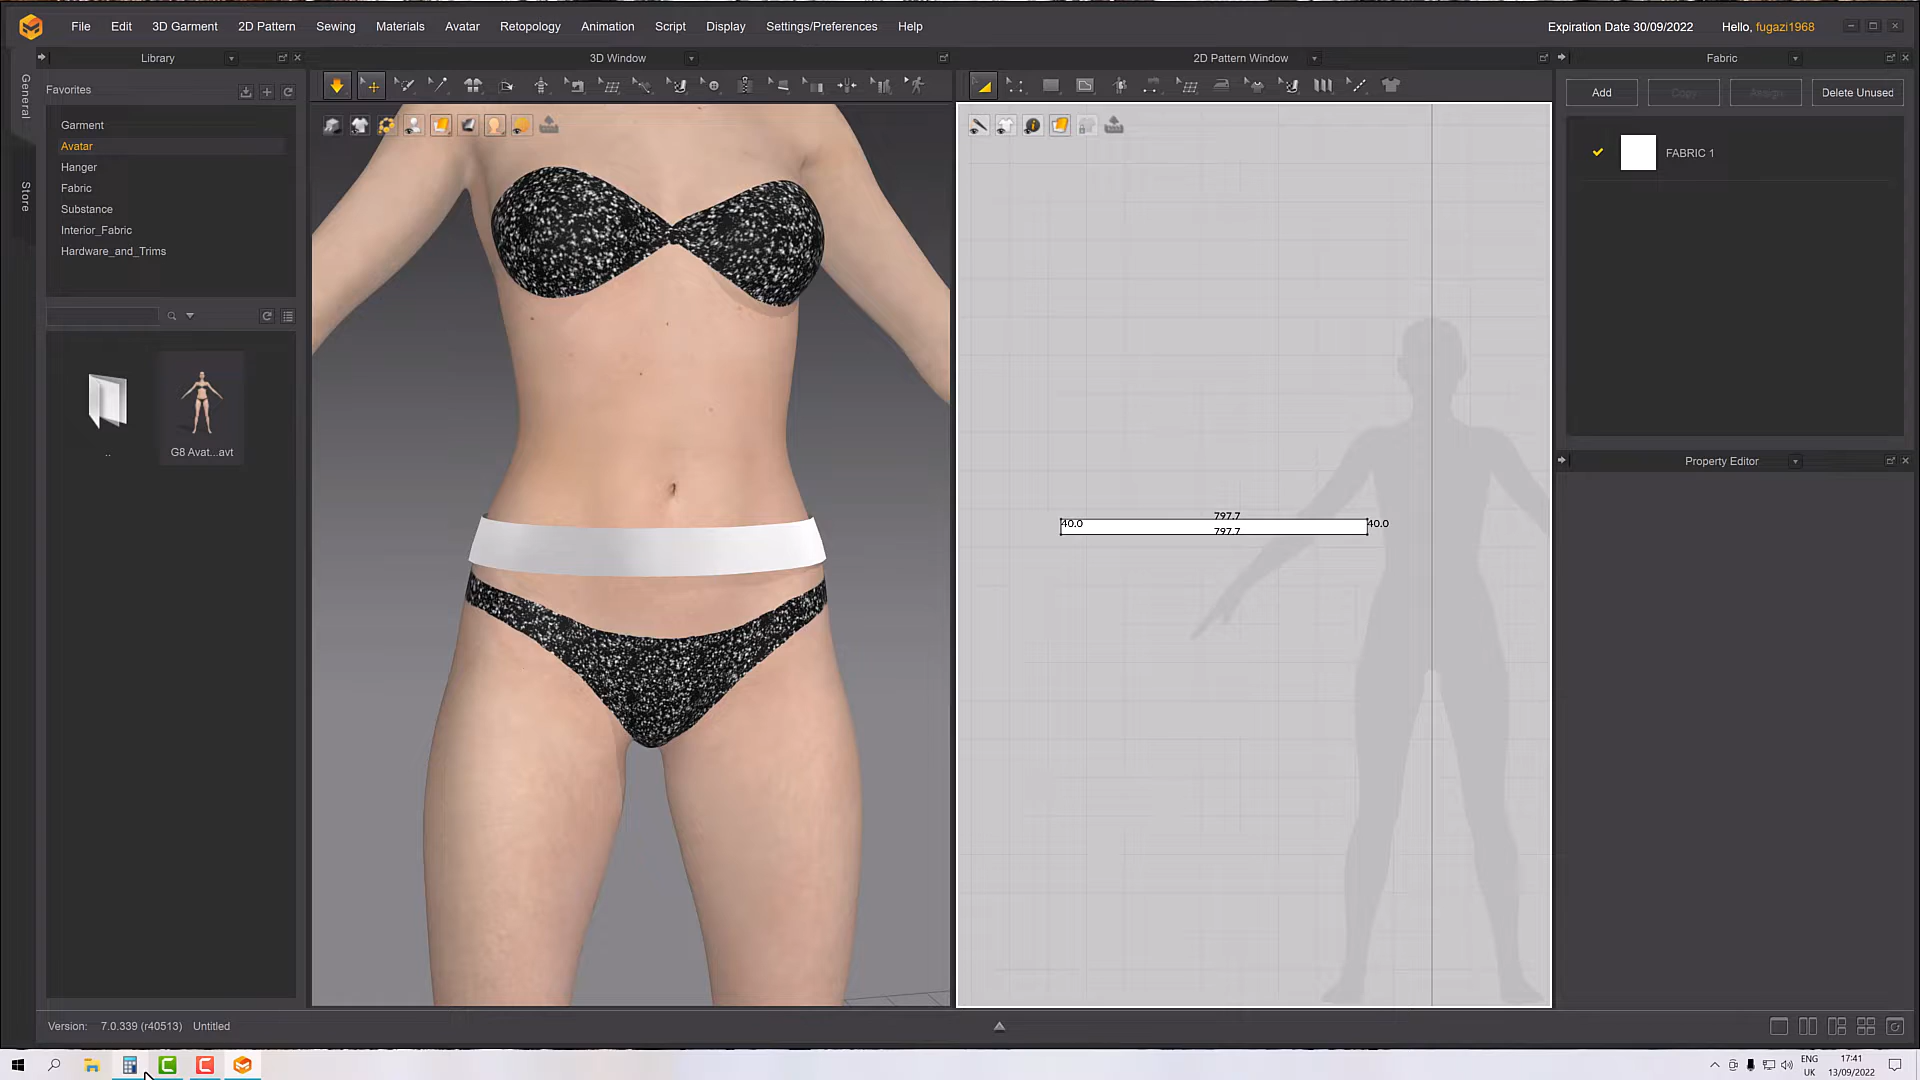 File Edit 3D Garment 2D Pattern Sewing Materials Avatar Retopology Animation Script Display Settings/Preferences Help
Expiration Date 30/09/2022 Hello, fugazi1968
Library
3D Window
2D Pattern Window
Fabric
General
Store
Favorites
Garment
Avatar
Hanger
Fabric
Substance
Interior_Fabric
Hardware_and_Trims
..
G8 Avat...avt
797.7
40.0
40.0
797.7
Add Copy Assign Delete Unused
FABRIC 1
Property Editor
Version: 7.0.339 (r40513) Untitled
ENG
UK
17:41
13/09/2022